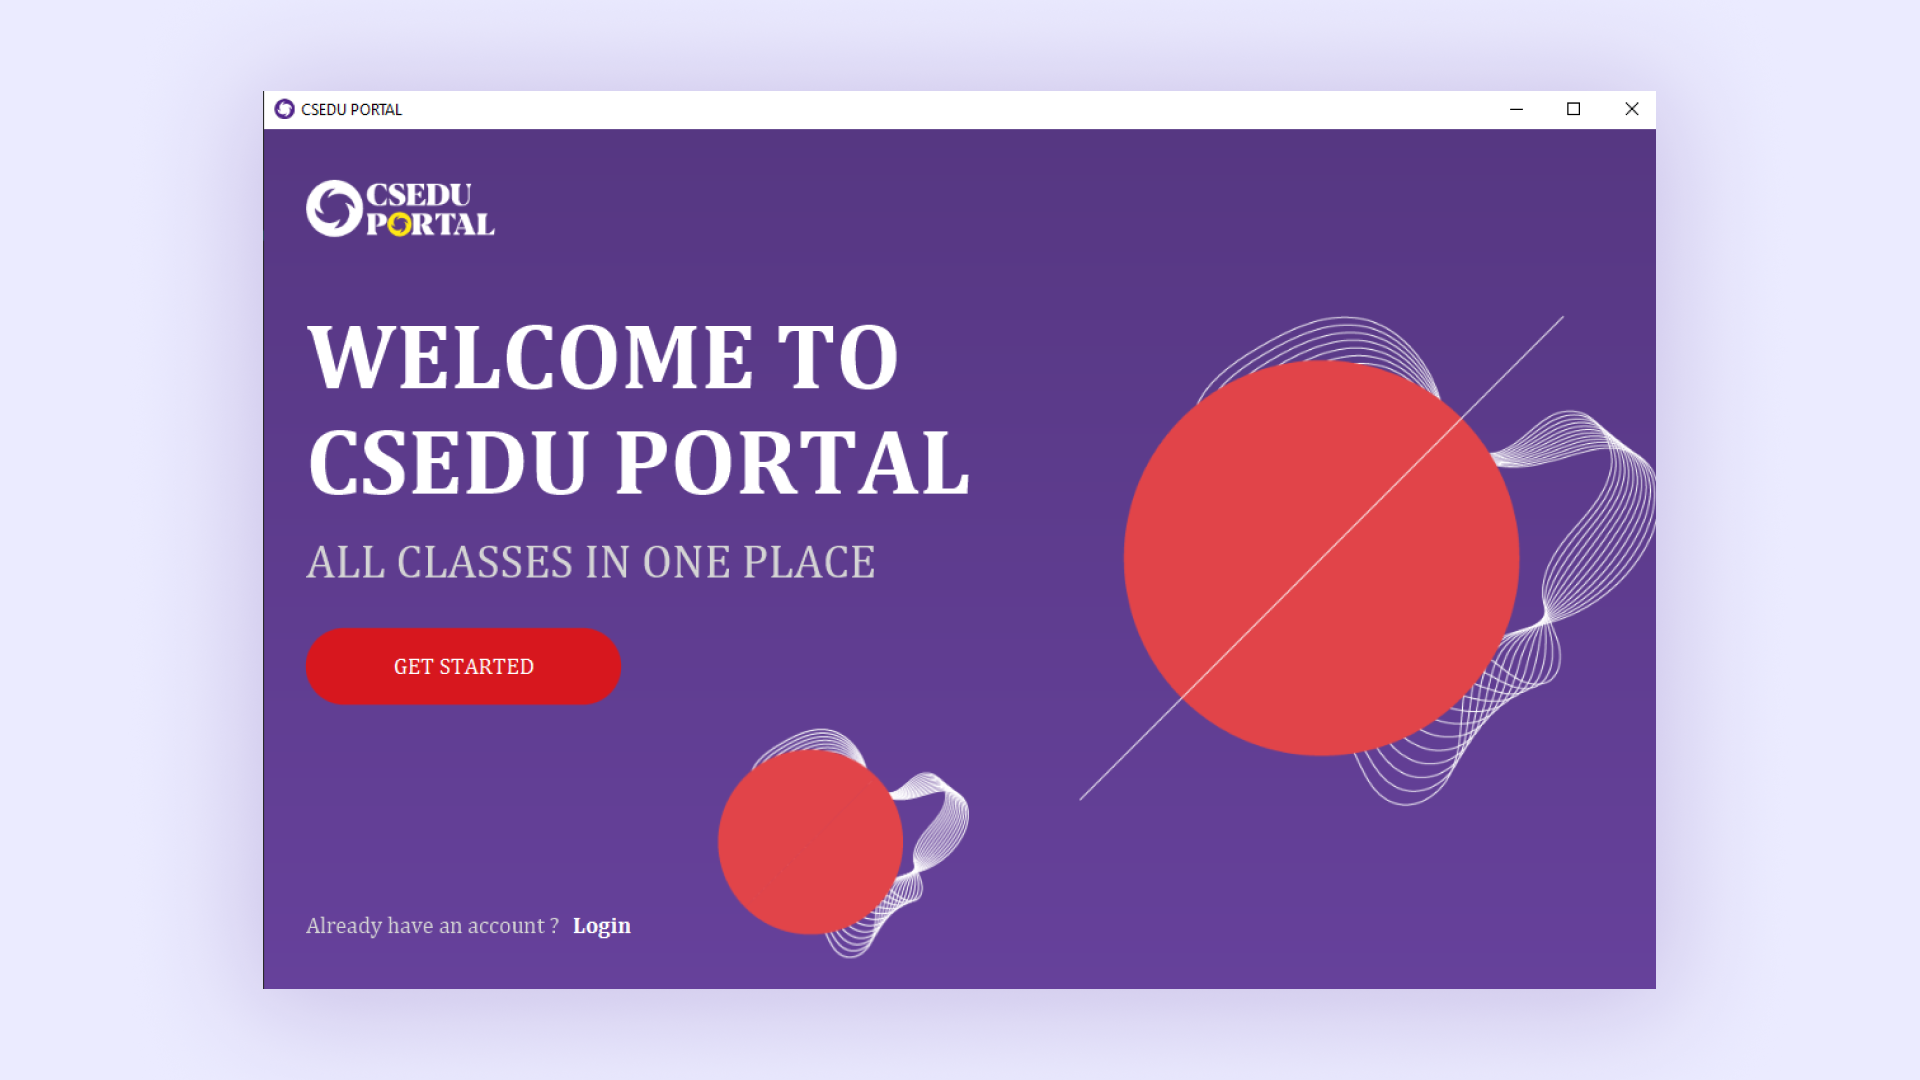 CSEDU PORTAL
CSEDU
PORTAL
WELCOME TO
CSEDU PORTAL
ALL CLASSES IN ONE PLACE
GET STARTED
Already have an account ? Login